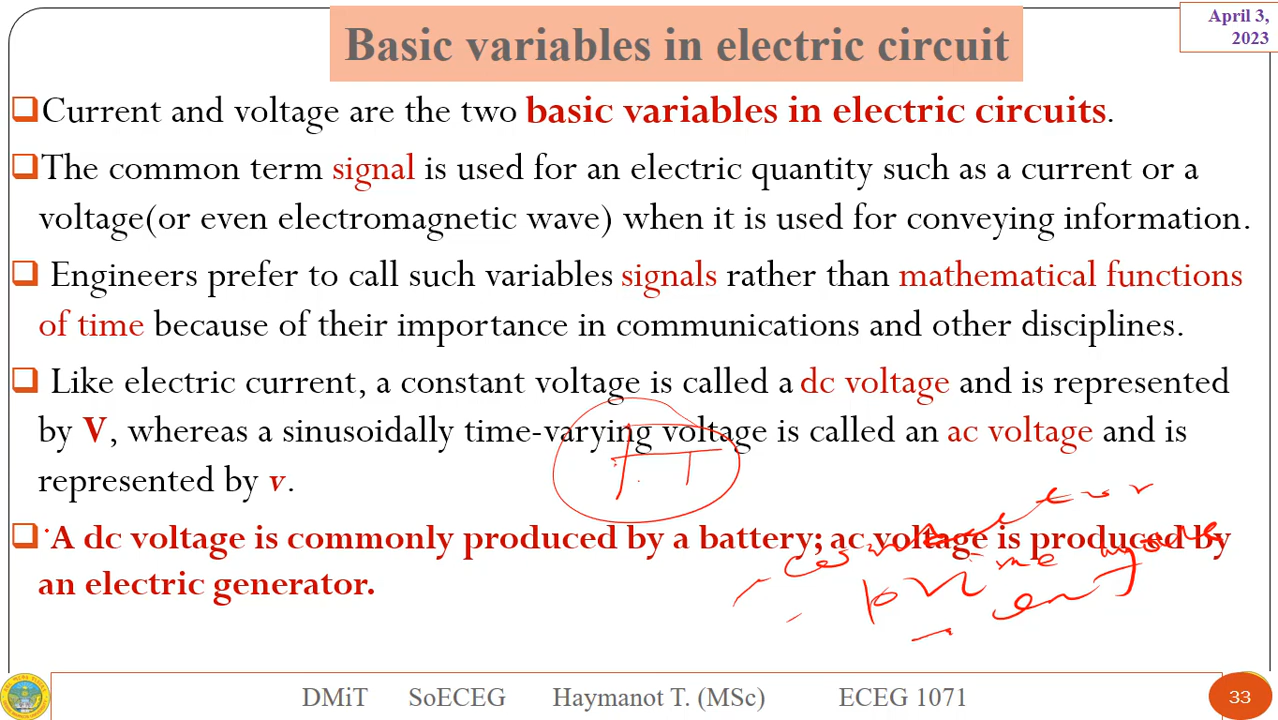 April 3,
2023
Basic variables in electric circuit
❑Current and voltage are the two basic variables in electric circuits.
❑The common term signal is used for an electric quantity such as a current or a
voltage(or even electromagnetic wave) when it is used for conveying information.
❑ Engineers prefer to call such variables signals rather than mathematical functions
of time because of their importance in communications and other disciplines.
❑ Like electric current, a constant voltage is called a dc voltage and is represented
by V, whereas a sinusoidally time-varying voltage is called an ac voltage and is
represented by v.
❑ A dc voltage is commonly produced by a battery; ac voltage is produced by
an electric generator.
DMiT SoECEG Haymanot T. (MSc) ECEG 1071
33